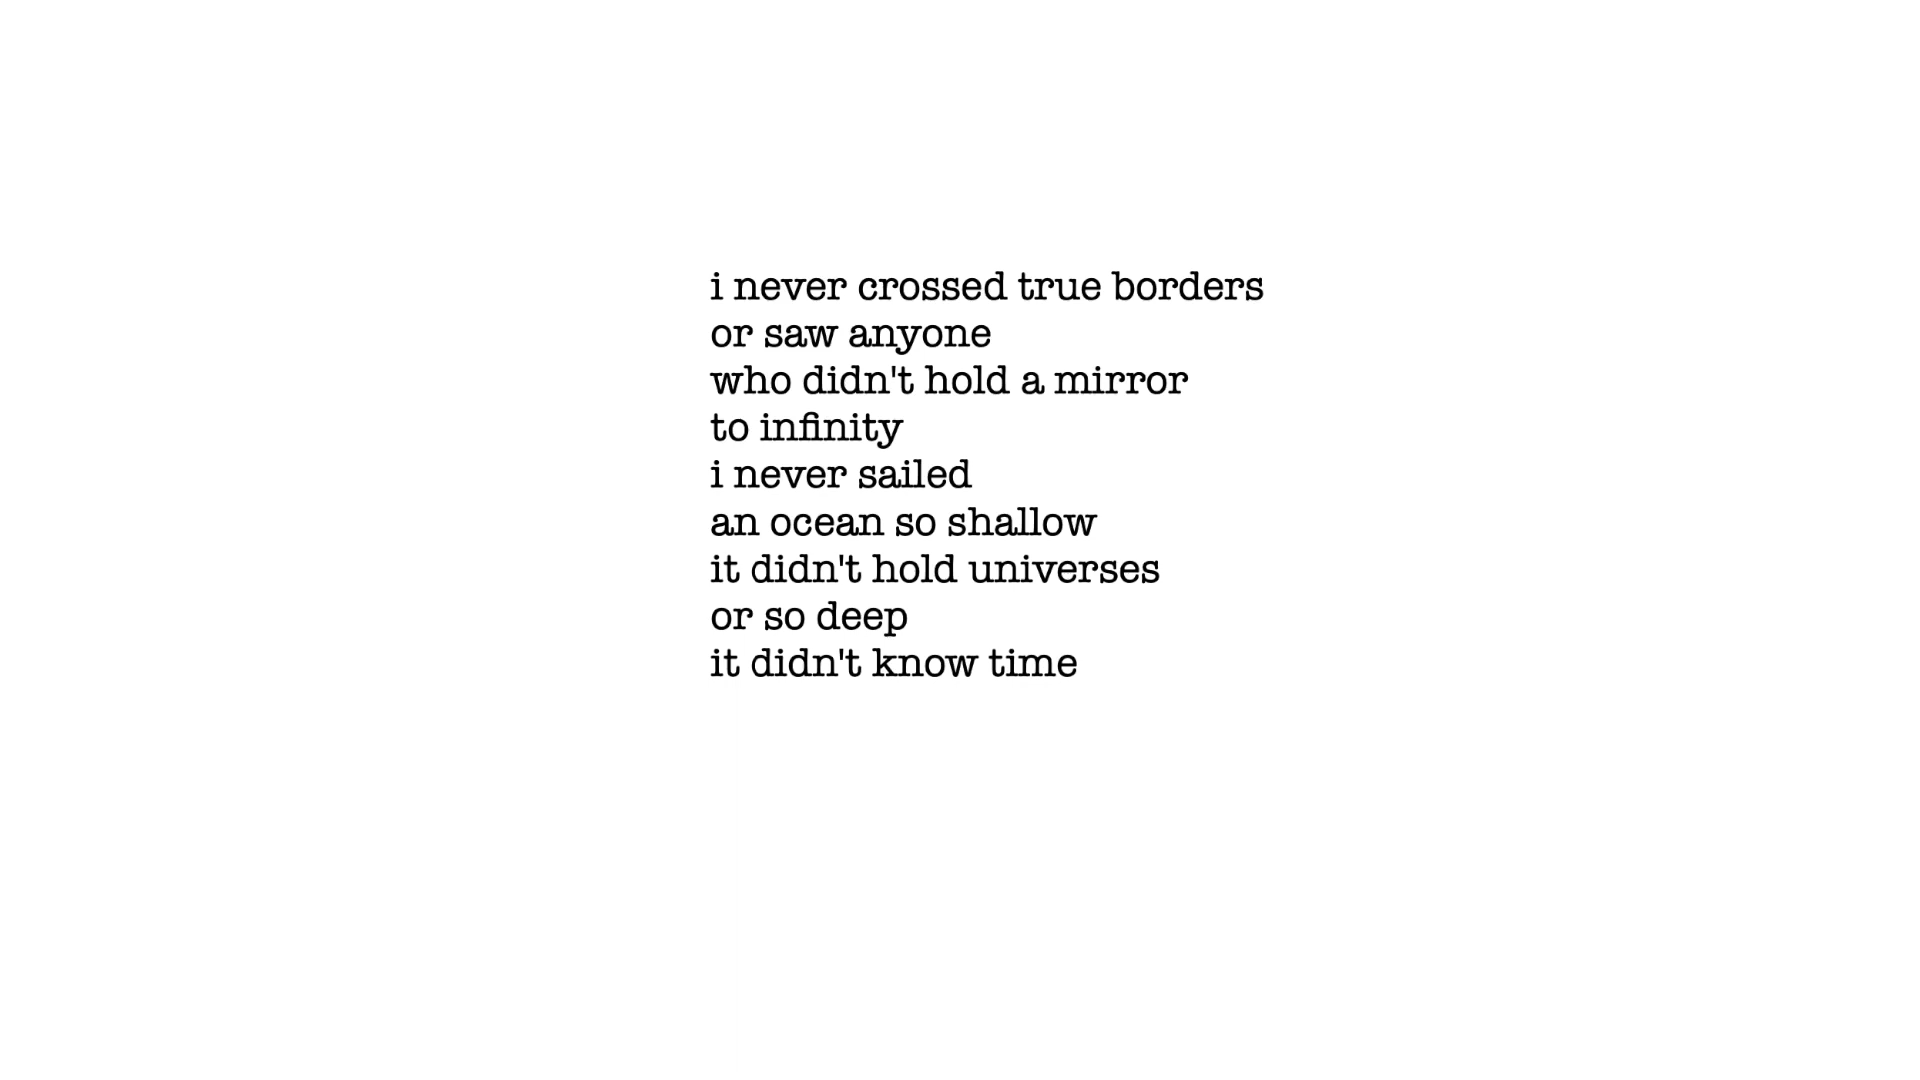 i never crossed true borders
or saw anyone
who didn't hold a mirror
to infinity
i never sailed
an ocean so shallow
it didn't hold universes
or so deep
it didn't know time